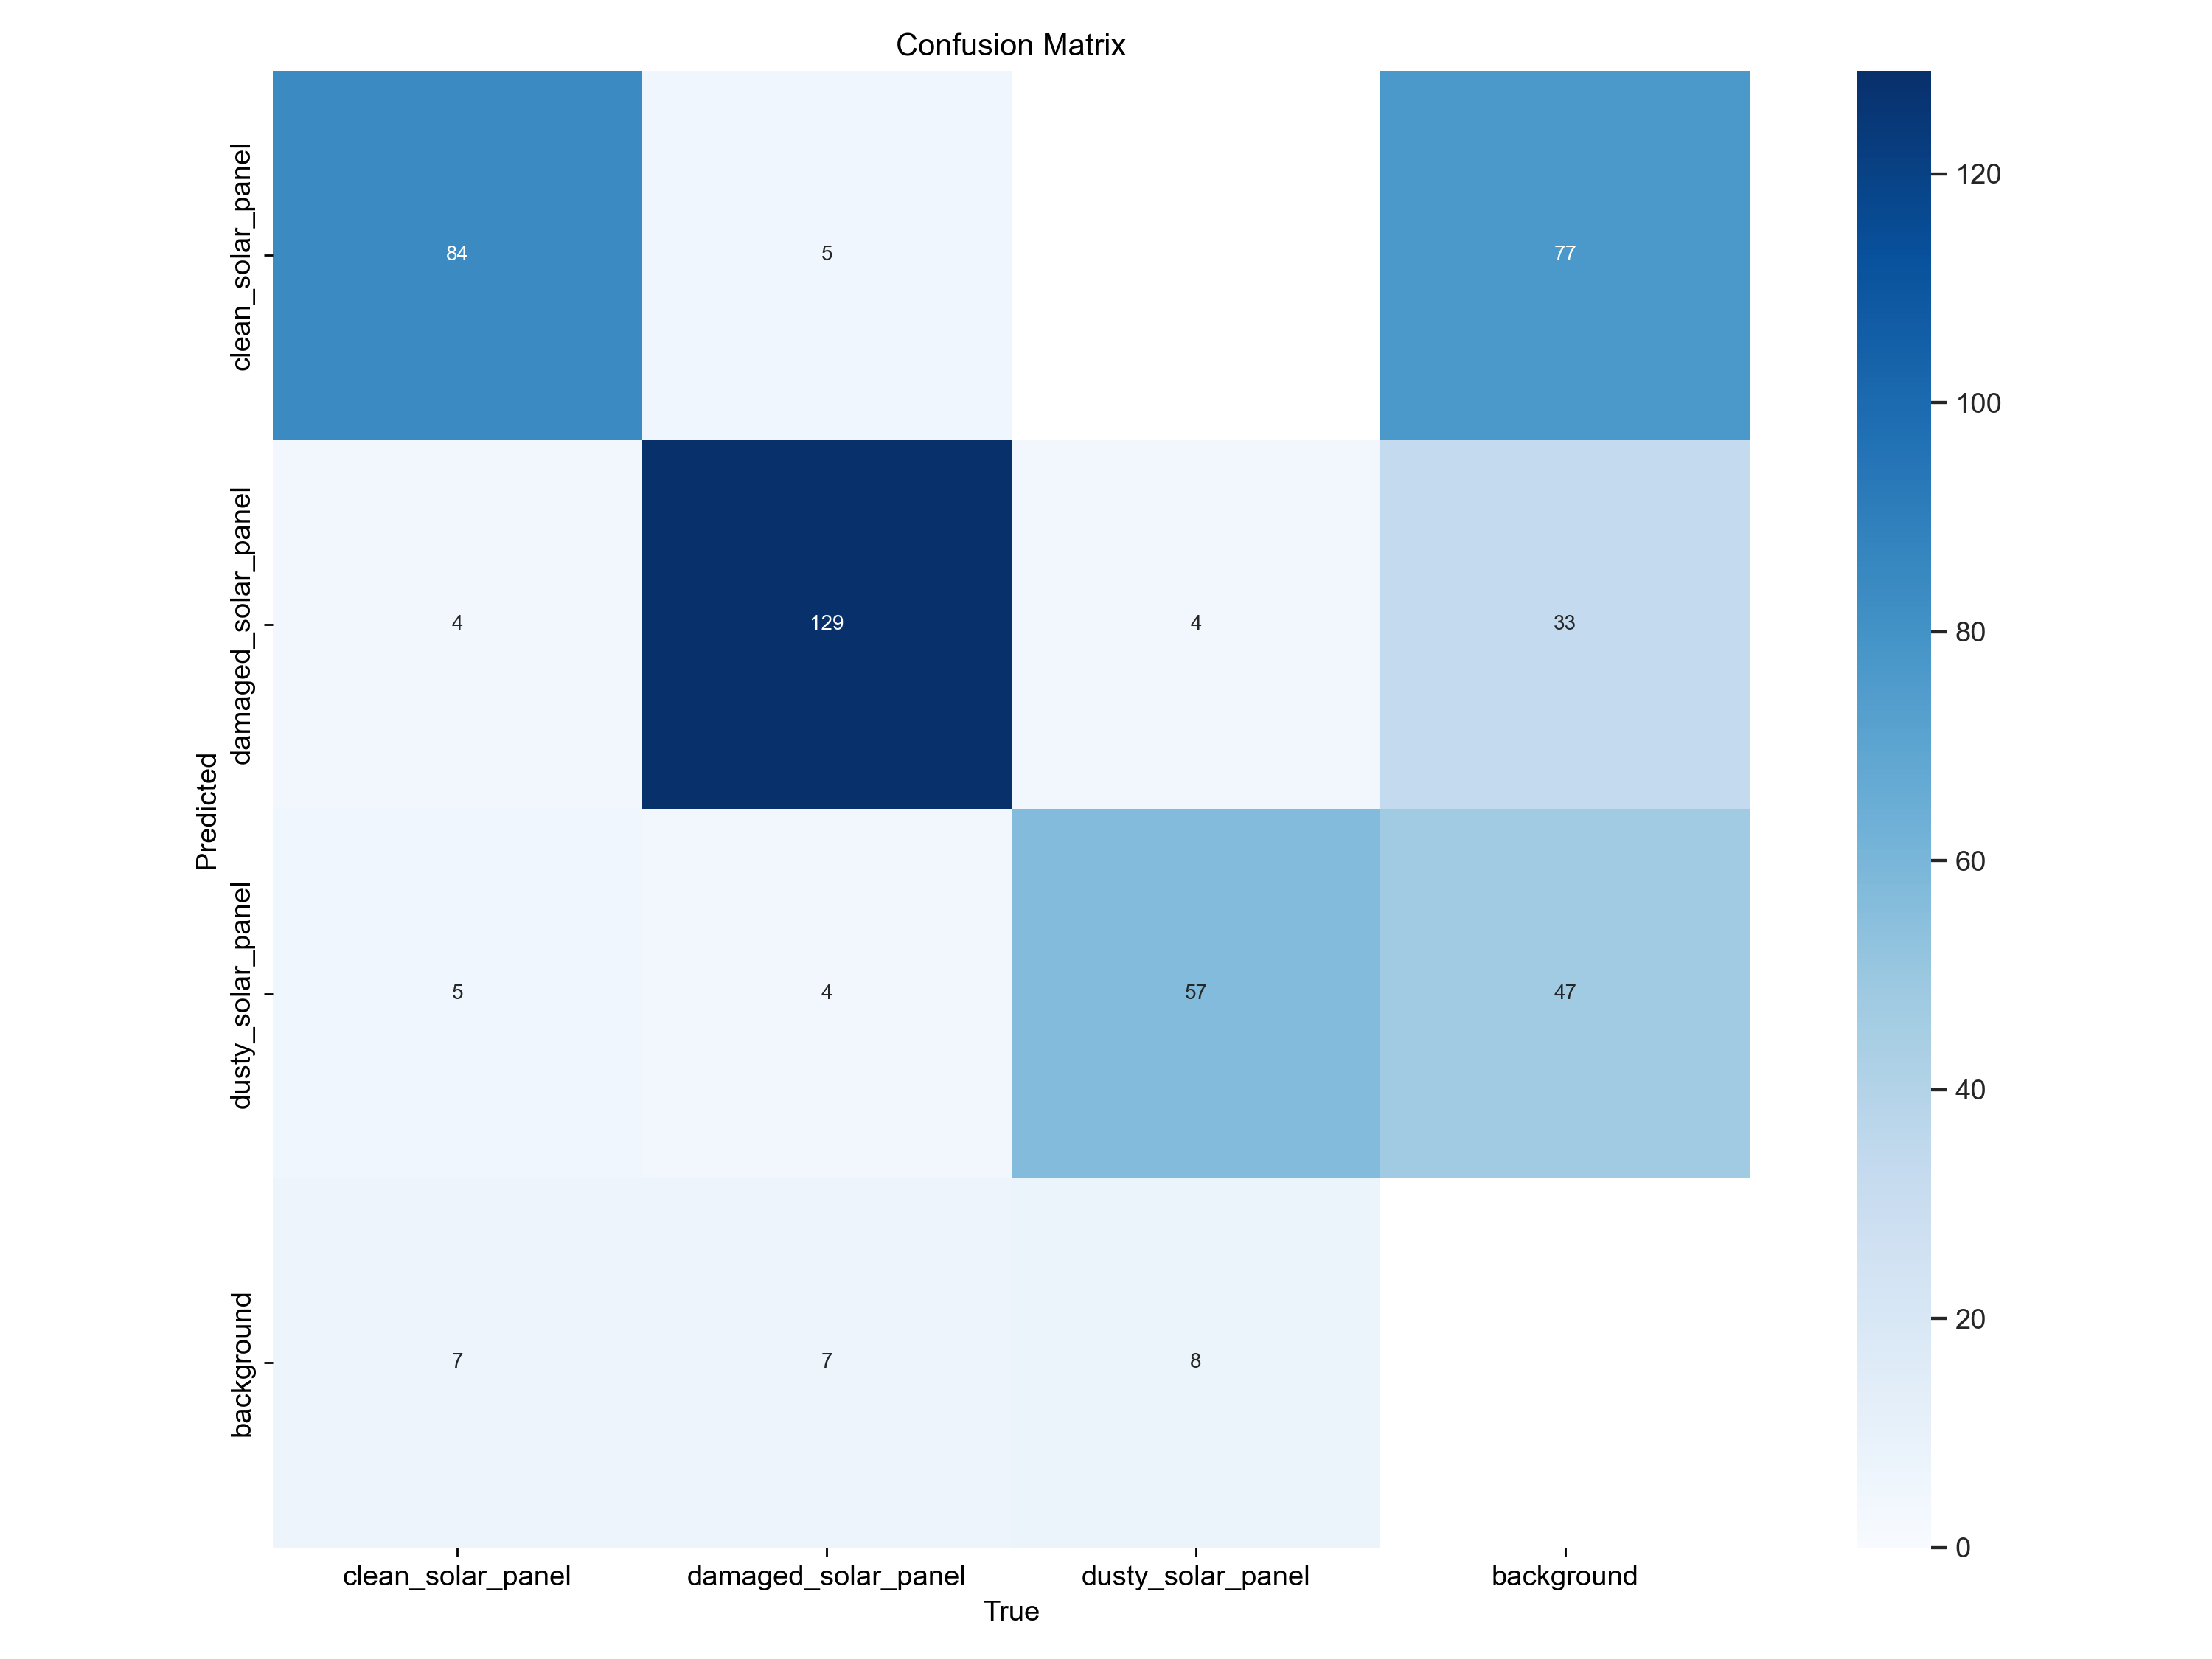 Confusion Matrix
clean_solar_panel
84
5
77
120
100
damaged_solar_panel
4
129
4
33
80
Predicted
60
dusty_solar_panel
5
4
57
47
40
background
7
7
8
20
0
clean_solar_panel
damaged_solar_panel
dusty_solar_panel
background
True